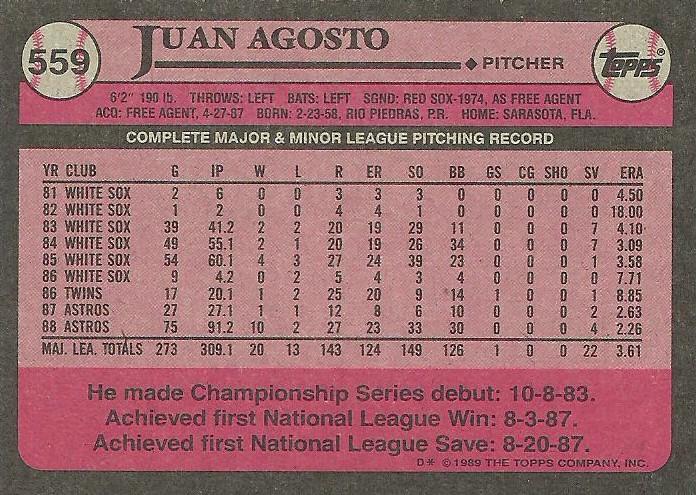 559
JUAN AGOSTO
PITCHER
TOPPS
6'2" 190 lb. THROWS: LEFT BATS: LEFT SGND: RED SOX-1974, AS FREE AGENT
ACQ: FREE AGENT, 4-27-87 BORN: 2-23-58, RIO PIEDRAS, P.R. HOME: SARASOTA, FLA.
COMPLETE MAJOR & MINOR LEAGUE PITCHING RECORD
YR CLUB G IP W L R ER SO BB GS CG SHO SV ERA
81 WHITE SOX 2 6 0 0 3 3 3 0 0 0 0 0 4.50
82 WHITE SOX 1 2 0 0 4 4 1 0 0 0 0 0 18.00
83 WHITE SOX 39 41.2 2 2 20 19 29 11 0 0 0 7 4.10
84 WHITE SOX 49 55.1 2 1 20 19 26 34 0 0 0 7 3.09
85 WHITE SOX 54 60.1 4 3 27 24 39 23 0 0 0 1 3.58
86 WHITE SOX 9 4.2 0 2 5 4 3 4 0 0 0 0 7.71
86 TWINS 17 20.1 1 2 25 20 9 14 1 0 0 1 8.85
87 ASTROS 27 27.1 1 1 12 8 6 10 0 0 0 2 2.63
88 ASTROS 75 91.2 10 2 27 23 33 30 0 0 0 4 2.26
MAJ. LEA. TOTALS 273 309.1 20 13 143 124 149 126 1 0 0 22 3.61
He made Championship Series debut: 10-8-83.
Achieved first National League Win: 8-3-87.
Achieved first National League Save: 8-20-87.
D* © 1989 THE TOPPS COMPANY, INC.